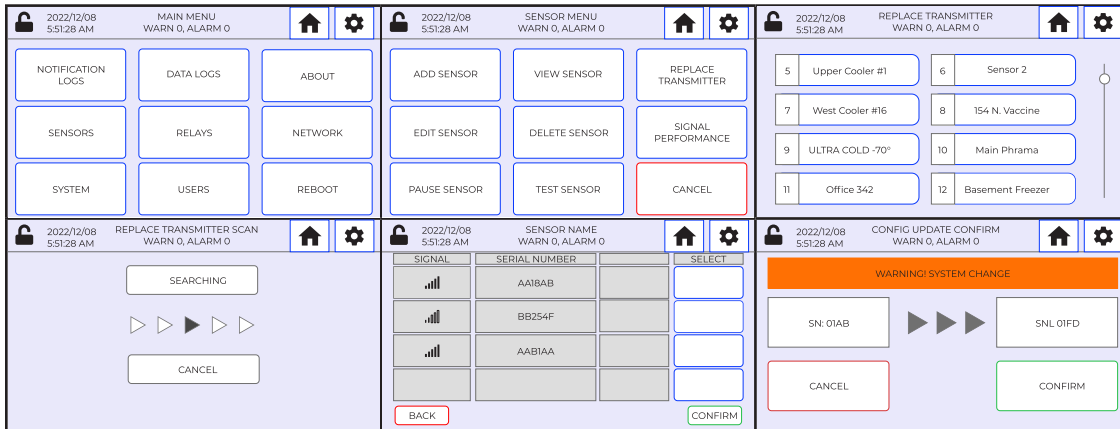 2022/12/08
5:51:28 AM
MAIN MENU
WARN 0, ALARM 0
NOTIFICATION
LOGS
DATA LOGS
ABOUT
SENSORS
RELAYS
NETWORK
SYSTEM
USERS
REBOOT
2022/12/08
5:51:28 AM
SENSOR MENU
WARN 0, ALARM 0
ADD SENSOR
VIEW SENSOR
REPLACE
TRANSMITTER
EDIT SENSOR
DELETE SENSOR
SIGNAL
PERFORMANCE
PAUSE SENSOR
TEST SENSOR
CANCEL
2022/12/08
5:51:28 AM
REPLACE TRANSMITTER
WARN 0, ALARM 0
5 Upper Cooler #1
6 Sensor 2
7 West Cooler #16
8 154 N. Vaccine
9 ULTRA COLD -70°
10 Main Phrama
11 Office 342
12 Basement Freezer
2022/12/08
5:51:28 AM
REPLACE TRANSMITTER SCAN
WARN 0, ALARM 0
SEARCHING
CANCEL
2022/12/08
5:51:28 AM
SENSOR NAME
WARN 0, ALARM 0
SIGNAL SERIAL NUMBER SELECT
AA18AB
BB254F
AAB1AA
BACK
CONFIRM
2022/12/08
5:51:28 AM
CONFIG UPDATE CONFIRM
WARN 0, ALARM 0
WARNING! SYSTEM CHANGE
SN: 01AB
SNL 01FD
CANCEL
CONFIRM